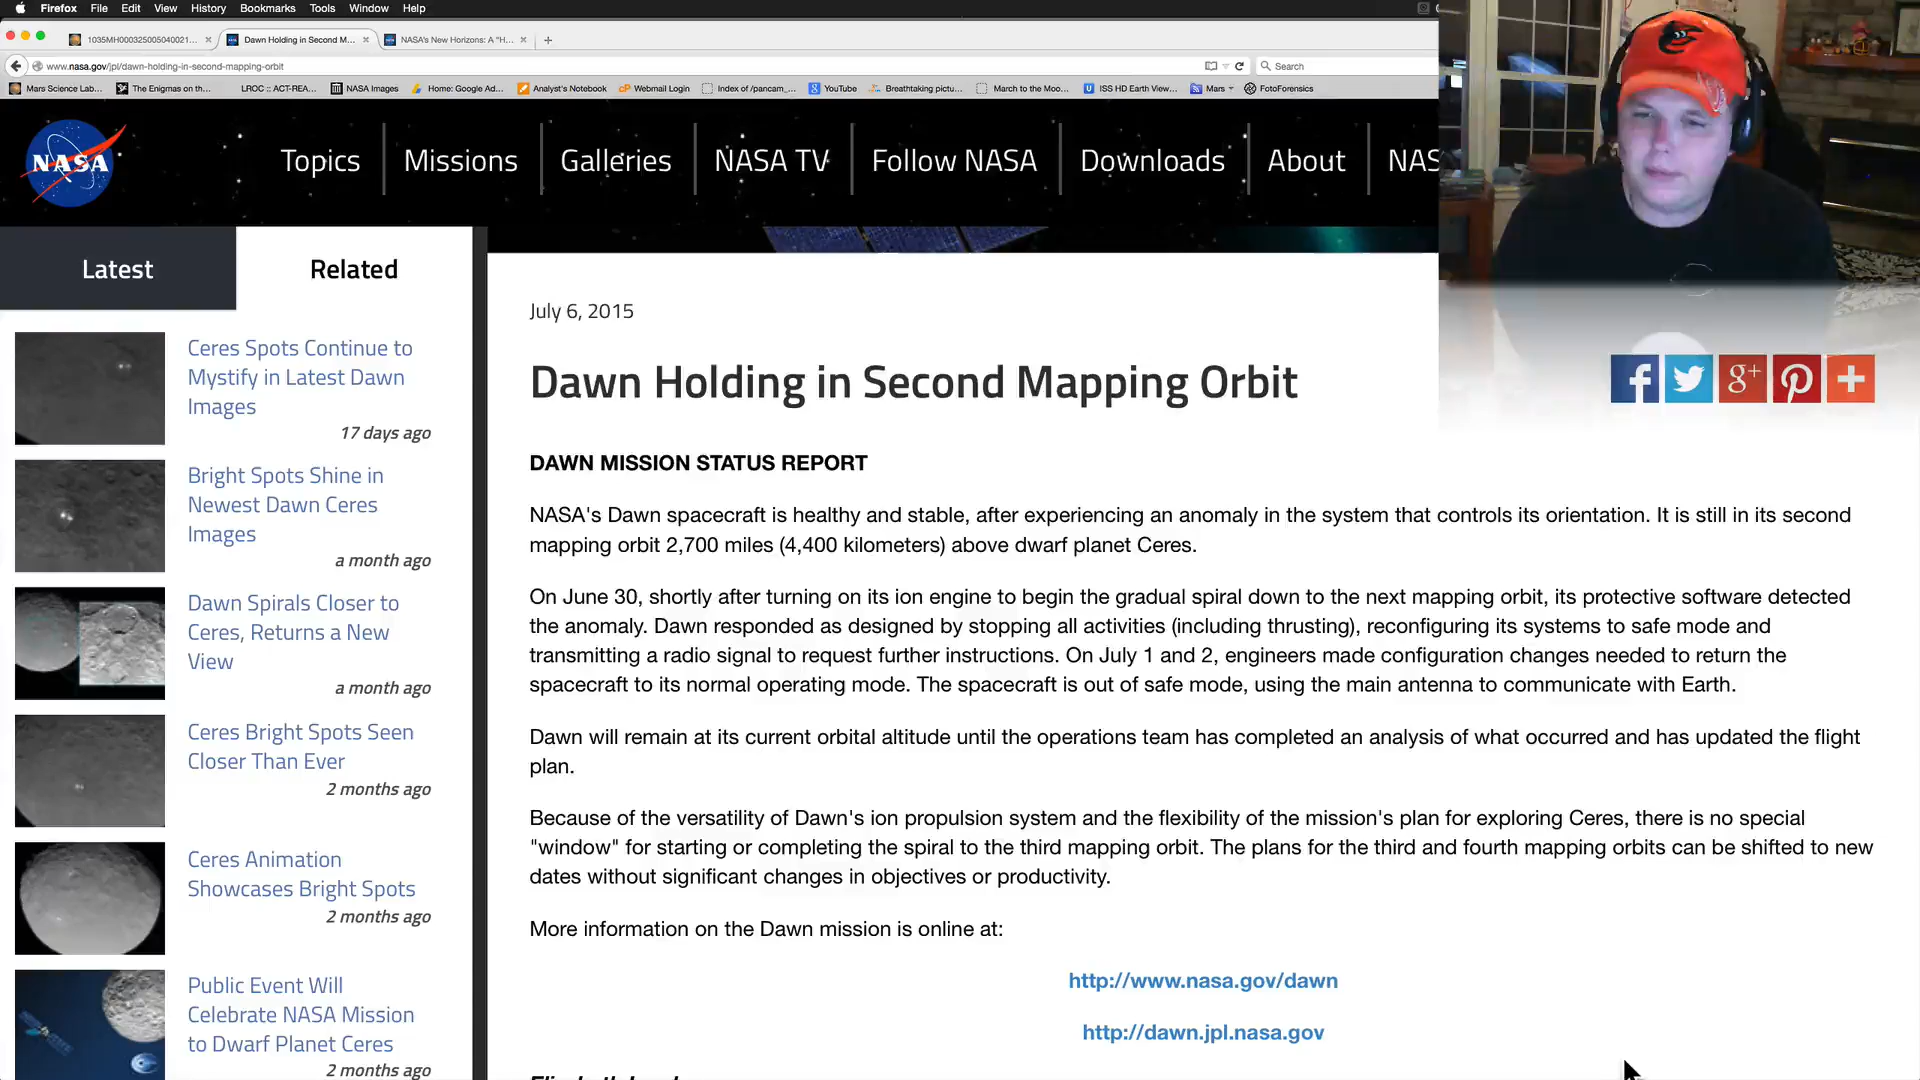 Firefox File Edit View History Bookmarks Tools Window Help
1035MH000325005040021... Dawn Holding in Second M... NASA's New Horizons: A "H...
www.nasa.gov/jpl/dawn-holding-in-second-mapping-orbit Search
Mars Science Lab... The Enigmas on th... LROC :: ACT-REA... NASA Images Home: Google Ad... Analyst's Notebook Webmail Login Index of /pancam_... YouTube Breathtaking pictu... March to the Moo... ISS HD Earth View... Mars FotoForensics
NASA Topics Missions Galleries NASA TV Follow NASA Downloads About NAS
Latest Related
Ceres Spots Continue to
Mystify in Latest Dawn
Images
17 days ago
Bright Spots Shine in
Newest Dawn Ceres
Images
a month ago
Dawn Spirals Closer to
Ceres, Returns a New
View
a month ago
Ceres Bright Spots Seen
Closer Than Ever
2 months ago
Ceres Animation
Showcases Bright Spots
2 months ago
Public Event Will
Celebrate NASA Mission
to Dwarf Planet Ceres
2 months ago
July 6, 2015
Dawn Holding in Second Mapping Orbit
DAWN MISSION STATUS REPORT
NASA's Dawn spacecraft is healthy and stable, after experiencing an anomaly in the system that controls its orientation. It is still in its second
mapping orbit 2,700 miles (4,400 kilometers) above dwarf planet Ceres.
On June 30, shortly after turning on its ion engine to begin the gradual spiral down to the next mapping orbit, its protective software detected
the anomaly. Dawn responded as designed by stopping all activities (including thrusting), reconfiguring its systems to safe mode and
transmitting a radio signal to request further instructions. On July 1 and 2, engineers made configuration changes needed to return the
spacecraft to its normal operating mode. The spacecraft is out of safe mode, using the main antenna to communicate with Earth.
Dawn will remain at its current orbital altitude until the operations team has completed an analysis of what occurred and has updated the flight
plan.
Because of the versatility of Dawn's ion propulsion system and the flexibility of the mission's plan for exploring Ceres, there is no special
"window" for starting or completing the spiral to the third mapping orbit. The plans for the third and fourth mapping orbits can be shifted to new
dates without significant changes in objectives or productivity.
More information on the Dawn mission is online at:
http://www.nasa.gov/dawn
http://dawn.jpl.nasa.gov